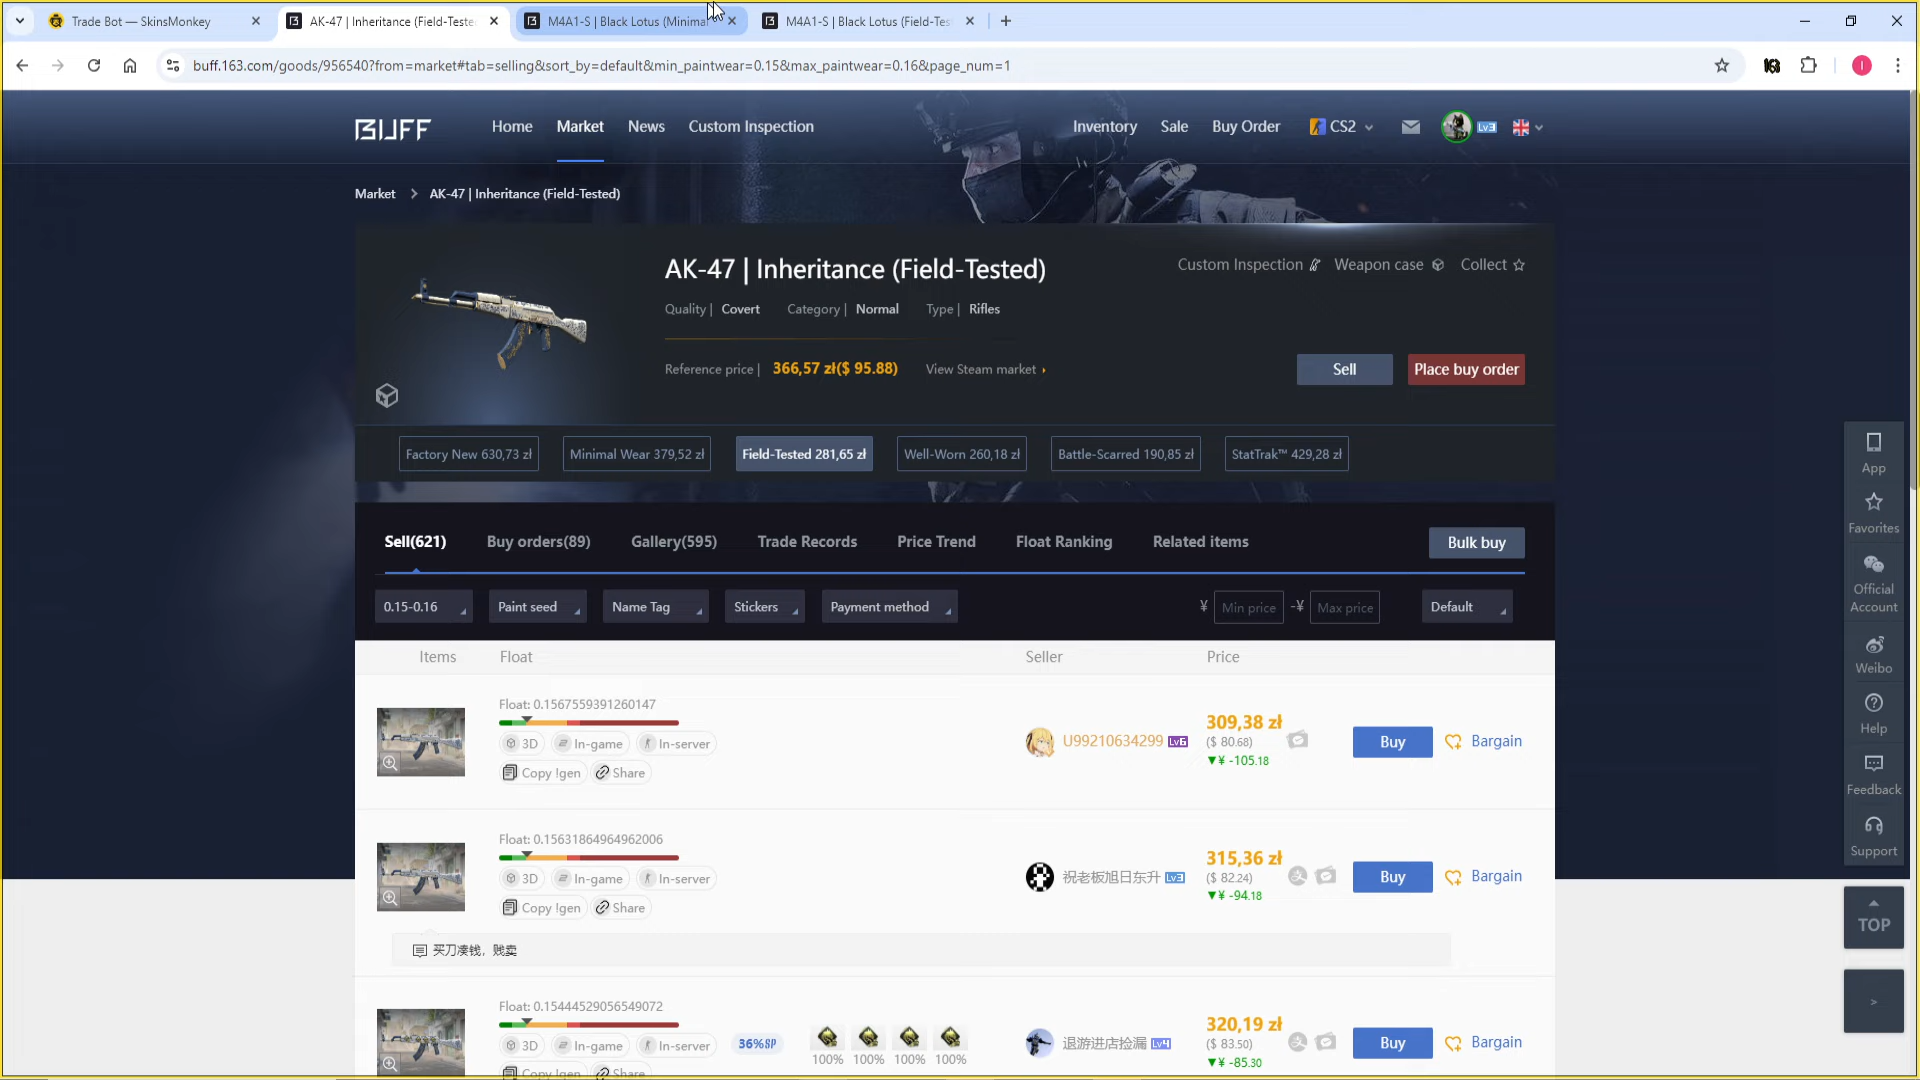 Trade Bot — SkinsMonkey
AK-47 | Inheritance (Field-Teste
M4A1-S | Black Lotus (Minimal
M4A1-S | Black Lotus (Field-Tes
buff.163.com/goods/956540?from=market#tab=selling&sort_by=default&min_paintwear=0.15&max_paintwear=0.16&page_num=1
BUFF
Home
Market
News
Custom Inspection
Inventory
Sale
Buy Order
CS2
Lv3
Market > AK-47 | Inheritance (Field-Tested)
AK-47 | Inheritance (Field-Tested)
Custom Inspection
Weapon case
Collect
Quality | Covert
Category | Normal
Type | Rifles
Reference price | 366,57 zł($ 95.88)
View Steam market
Sell
Place buy order
Factory New 630,73 zł
Minimal Wear 379,52 zł
Field-Tested 281,65 zł
Well-Worn 260,18 zł
Battle-Scarred 190,85 zł
StatTrak™ 429,28 zł
Sell(621)
Buy orders(89)
Gallery(595)
Trade Records
Price Trend
Float Ranking
Related items
Bulk buy
0.15-0.16
Paint seed
Name Tag
Stickers
Payment method
¥ Min price -¥ Max price
Default
Items
Float
Seller
Price
Float: 0.1567559391260147
3D
In-game
In-server
Copy !gen
Share
U99210634299 Lv6
309,38 zł
($ 80.68)
▼¥ -105.18
Buy
Bargain
Float: 0.15631864964962006
3D
In-game
In-server
Copy !gen
Share
祝老板旭日东升 Lv3
315,36 zł
($ 82.24)
▼¥ -94.18
Buy
Bargain
买刀凑钱，贱卖
Float: 0.15444529056549072
3D
In-game
In-server
36%SP
100%
100%
100%
100%
Copy !gen
Share
退游进店捡漏 Lv4
320,19 zł
($ 83.50)
▼¥ -85.30
Buy
Bargain
App
Favorites
Official
Account
Weibo
Help
Feedback
Support
TOP
>